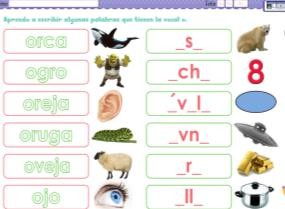 Aprendo a escribir algunas palabras que tienen la vocal o.
orca
_s_
ogro
_ch_
8
oreja
´v_l_
oruga
_vn_
oveja
_r_
ojo
_ll_